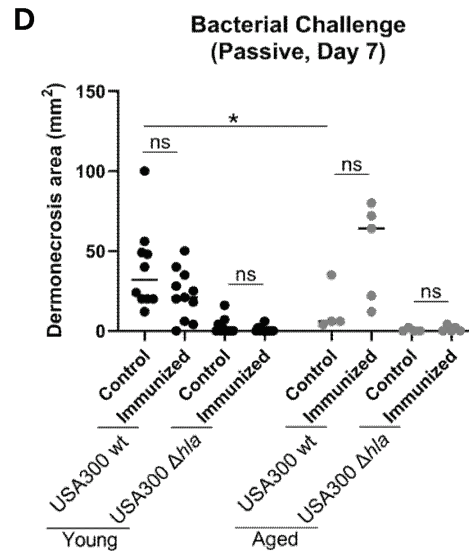 D
Bacterial Challenge
(Passive, Day 7)
Dermonecrosis area (mm²)
150
100
50
0
*
ns
ns
ns
ns
Control
Immunized
Control
Immunized
Control
Immunized
Control
Immunized
USA300 wt
USA300 Δhla
USA300 wt
USA300 Δhla
Young
Aged